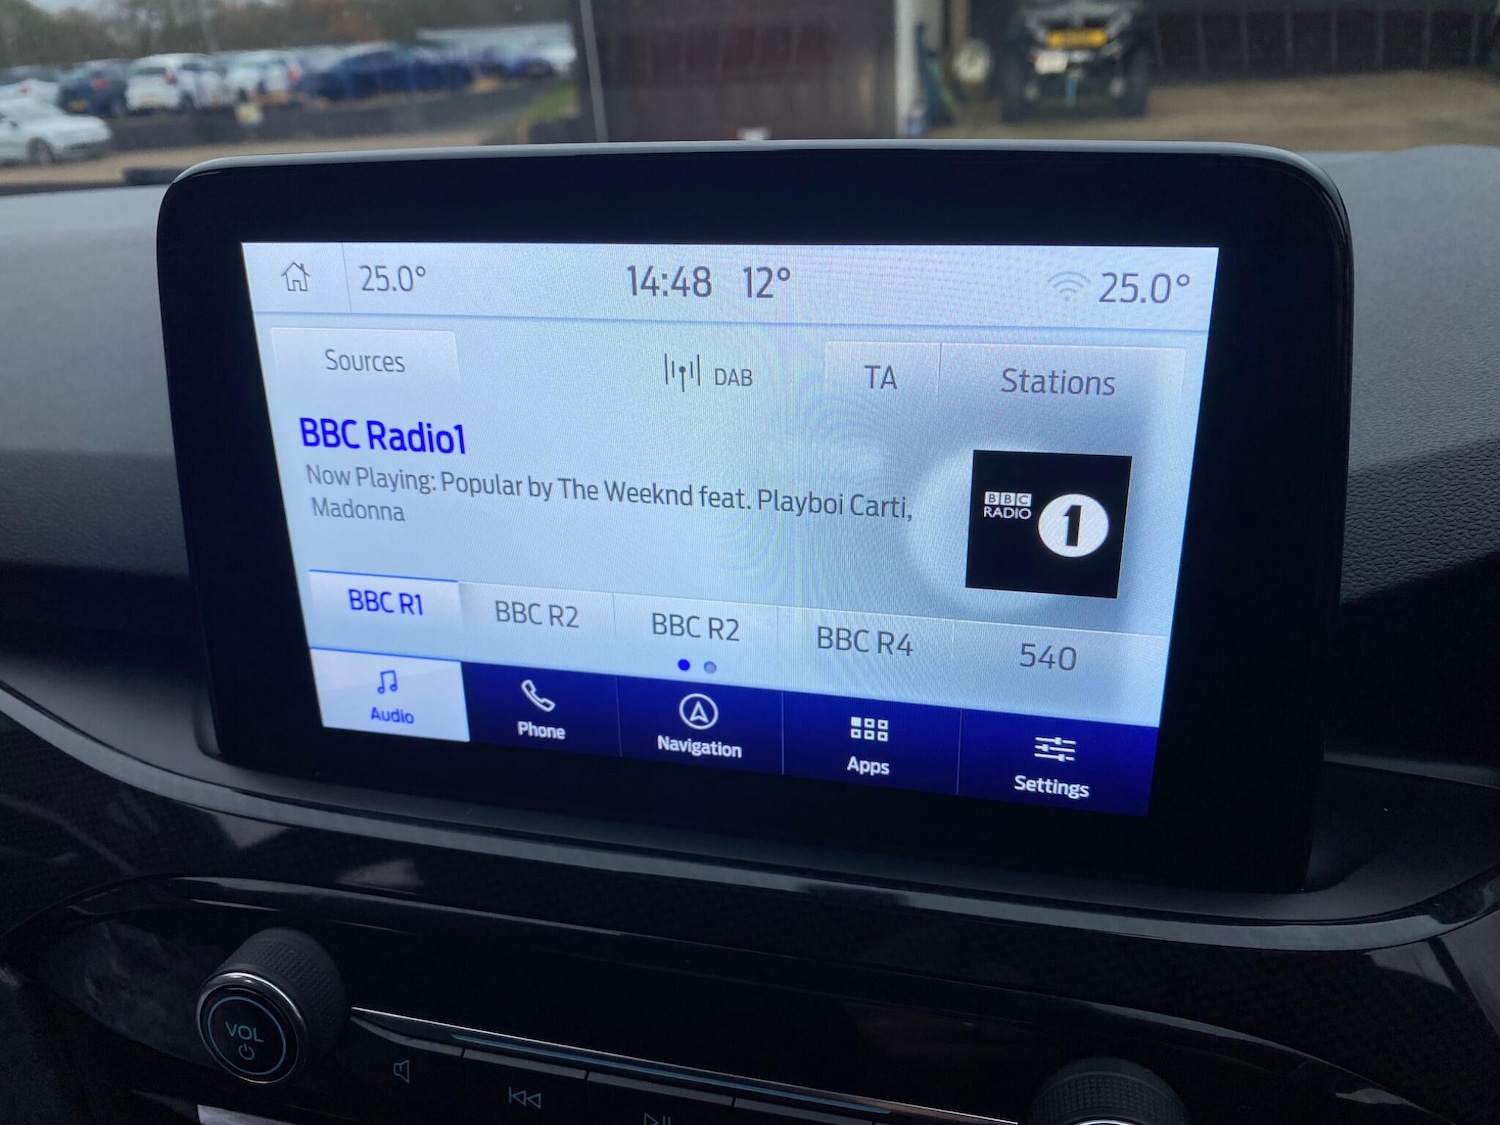 25.0° 14:48 12° 25.0°
Sources DAB TA Stations
BBC Radio1
Now Playing: Popular by The Weeknd feat. Playboi Carti,
Madonna
BBC
RADIO 1
BBC R1 BBC R2 BBC R2 BBC R4 540
Audio Phone Navigation Apps Settings
VOL